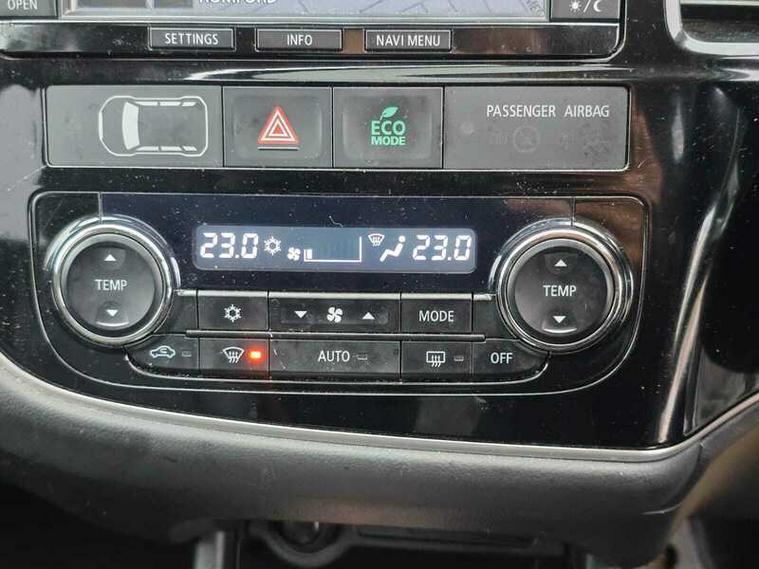 OPEN
SETTINGS
INFO
NAVI MENU
ECO
MODE
PASSENGER AIRBAG
23.0
23.0
TEMP
TEMP
MODE
AUTO
OFF